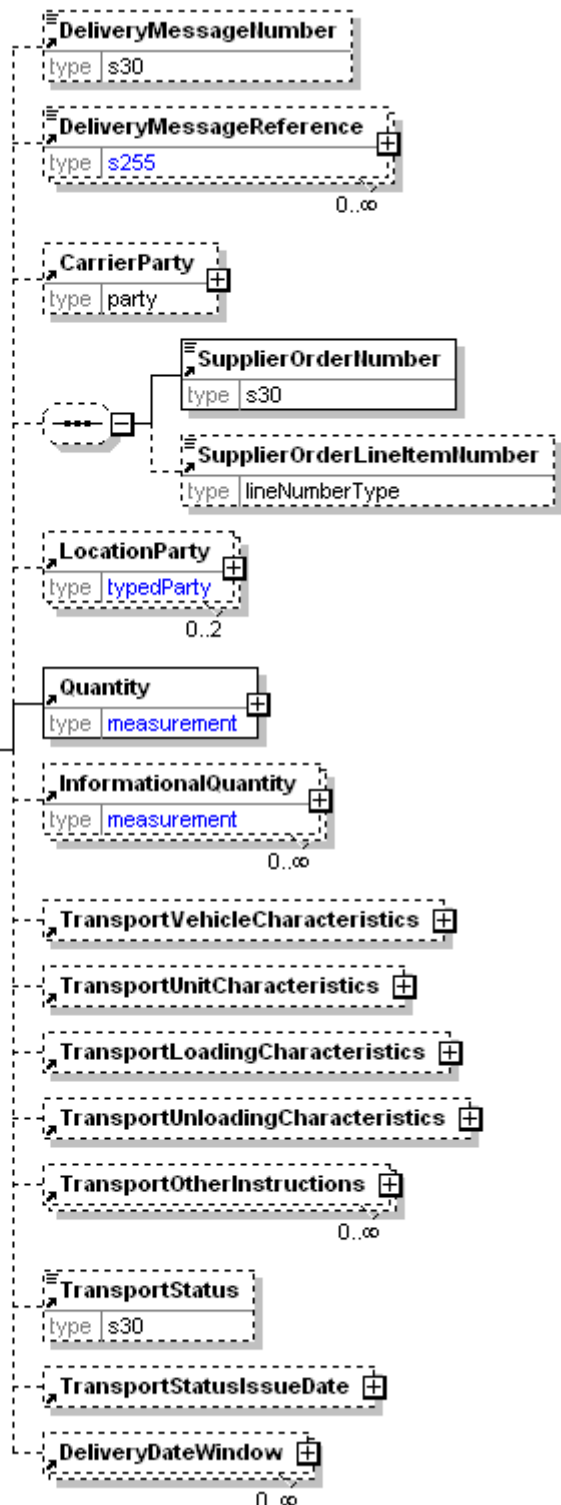 DeliveryMessageNumber
type s30
DeliveryMessageReference
type s255
0..∞
CarrierParty
type party
SupplierOrderNumber
type s30
SupplierOrderLineItemNumber
type lineNumberType
LocationParty
type typedParty
0..2
Quantity
type measurement
InformationalQuantity
type measurement
0..∞
TransportVehicleCharacteristics
TransportUnitCharacteristics
TransportLoadingCharacteristics
TransportUnloadingCharacteristics
TransportOtherInstructions
0..∞
TransportStatus
type s30
TransportStatusIssueDate
DeliveryDateWindow
0..∞